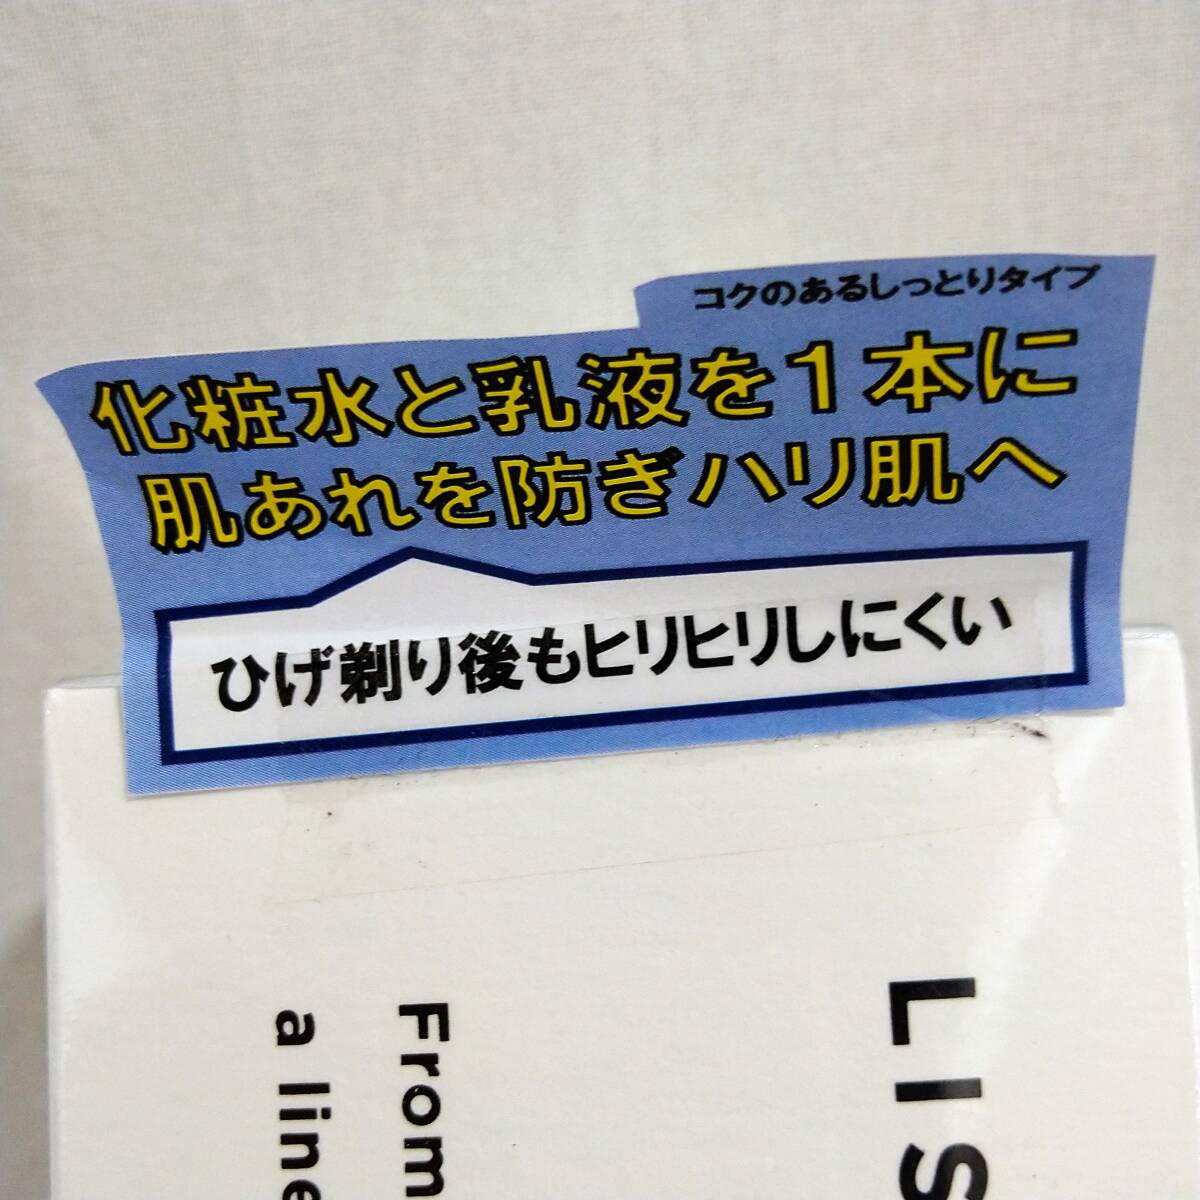 コクのあるしっとりタイプ
化粧水と乳液を1本に
肌あれを防ぎハリ肌へ
ひげ剃り後もヒリヒリしにくい
LIS
From
a line